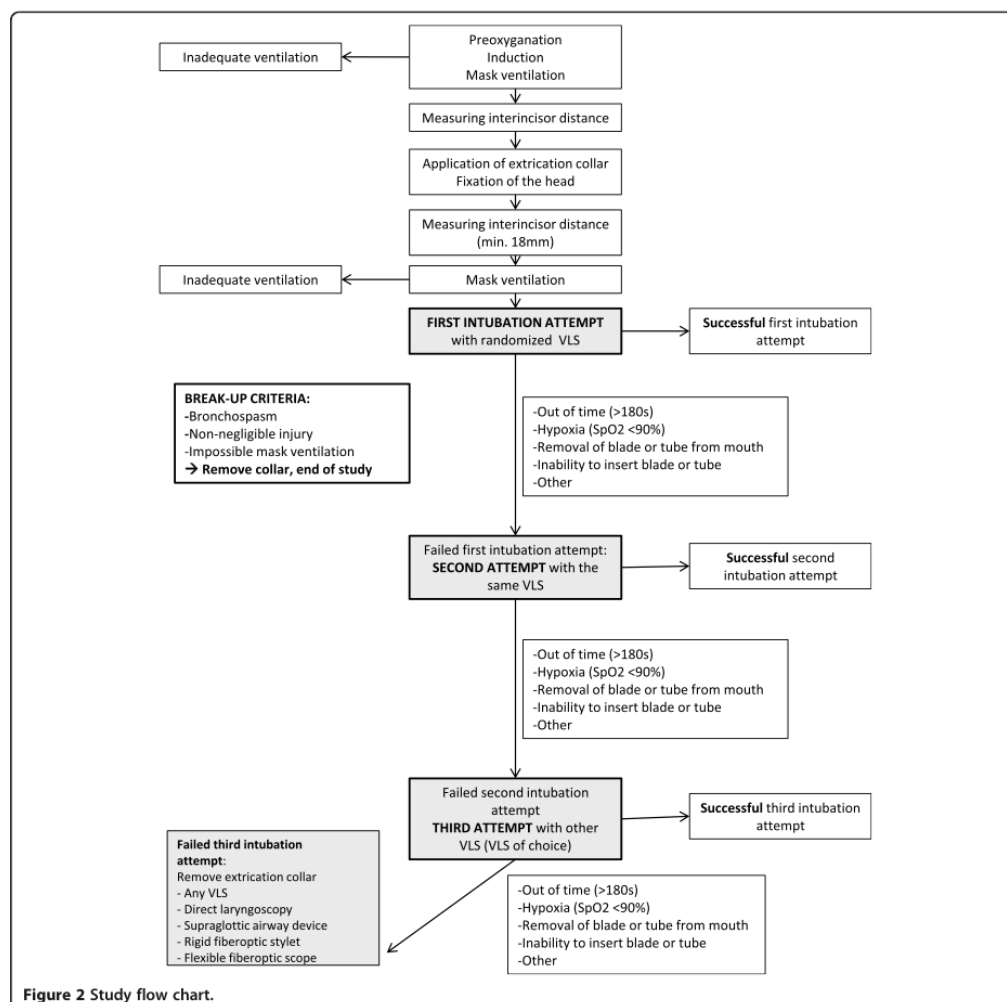 Preoxyganation
Induction
Mask ventilation
Inadequate ventilation
Measuring interincisor distance
Application of extrication collar
Fixation of the head
Measuring interincisor distance
(min. 18mm)
Inadequate ventilation
Mask ventilation
FIRST INTUBATION ATTEMPT
with randomized VLS
Successful first intubation
attempt
BREAK-UP CRITERIA:
-Bronchospasm
-Non-negligible injury
-Impossible mask ventilation
→ Remove collar, end of study
-Out of time (>180s)
-Hypoxia (SpO2 <90%)
-Removal of blade or tube from mouth
-Inability to insert blade or tube
-Other
Failed first intubation attempt:
SECOND ATTEMPT with the
same VLS
Successful second
intubation attempt
-Out of time (>180s)
-Hypoxia (SpO2 <90%)
-Removal of blade or tube from mouth
-Inability to insert blade or tube
-Other
Failed second intubation
attempt
THIRD ATTEMPT with other
VLS (VLS of choice)
Successful third intubation
attempt
Failed third intubation
attempt:
Remove extrication collar
- Any VLS
- Direct laryngoscopy
- Supraglottic airway device
- Rigid fiberoptic stylet
- Flexible fiberoptic scope
-Out of time (>180s)
-Hypoxia (SpO2 <90%)
-Removal of blade or tube from mouth
-Inability to insert blade or tube
-Other
Figure 2 Study flow chart.